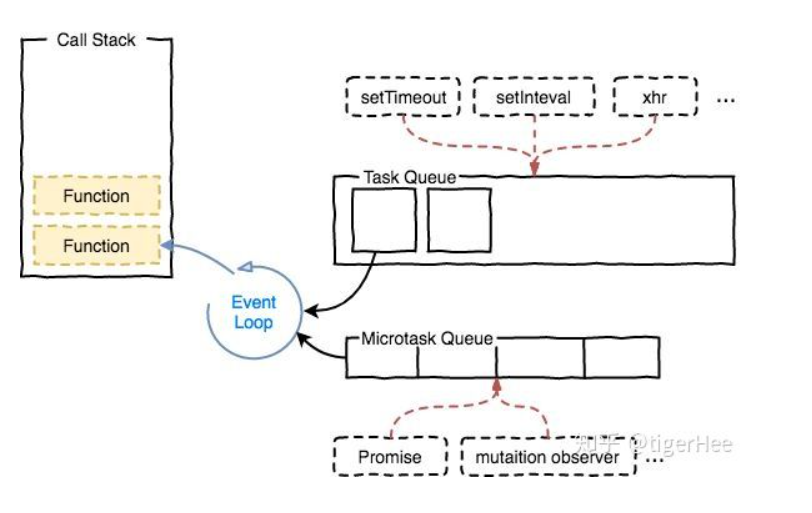 Call Stack
Function
Function
setTimeout
setInteval
xhr
...
Task Queue
Event
Loop
Microtask Queue
Promise
mutaition observer
...
知乎 @tigerHee